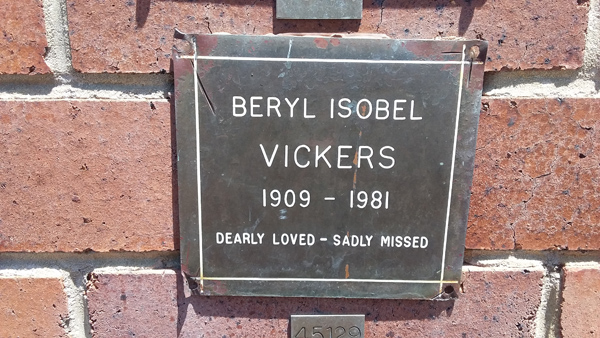 BERYL ISOBEL
VICKERS
1909 - 1981
DEARLY LOVED - SADLY MISSED
45129